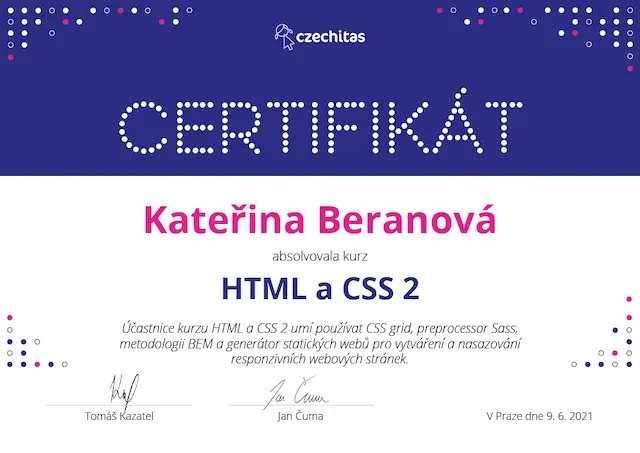 czechitas
CERTIFIKÁT
Kateřina Beranová
absolvovala kurz
HTML a CSS 2
Účastnice kurzu HTML a CSS 2 umí používat CSS grid, preprocessor Sass,
metodologii BEM a generátor statických webů pro vytváření a nasazování
responzivních webových stránek.
Jan Čuma
Tomáš Kazatel
Jan Čuma
V Praze dne 9. 6. 2021